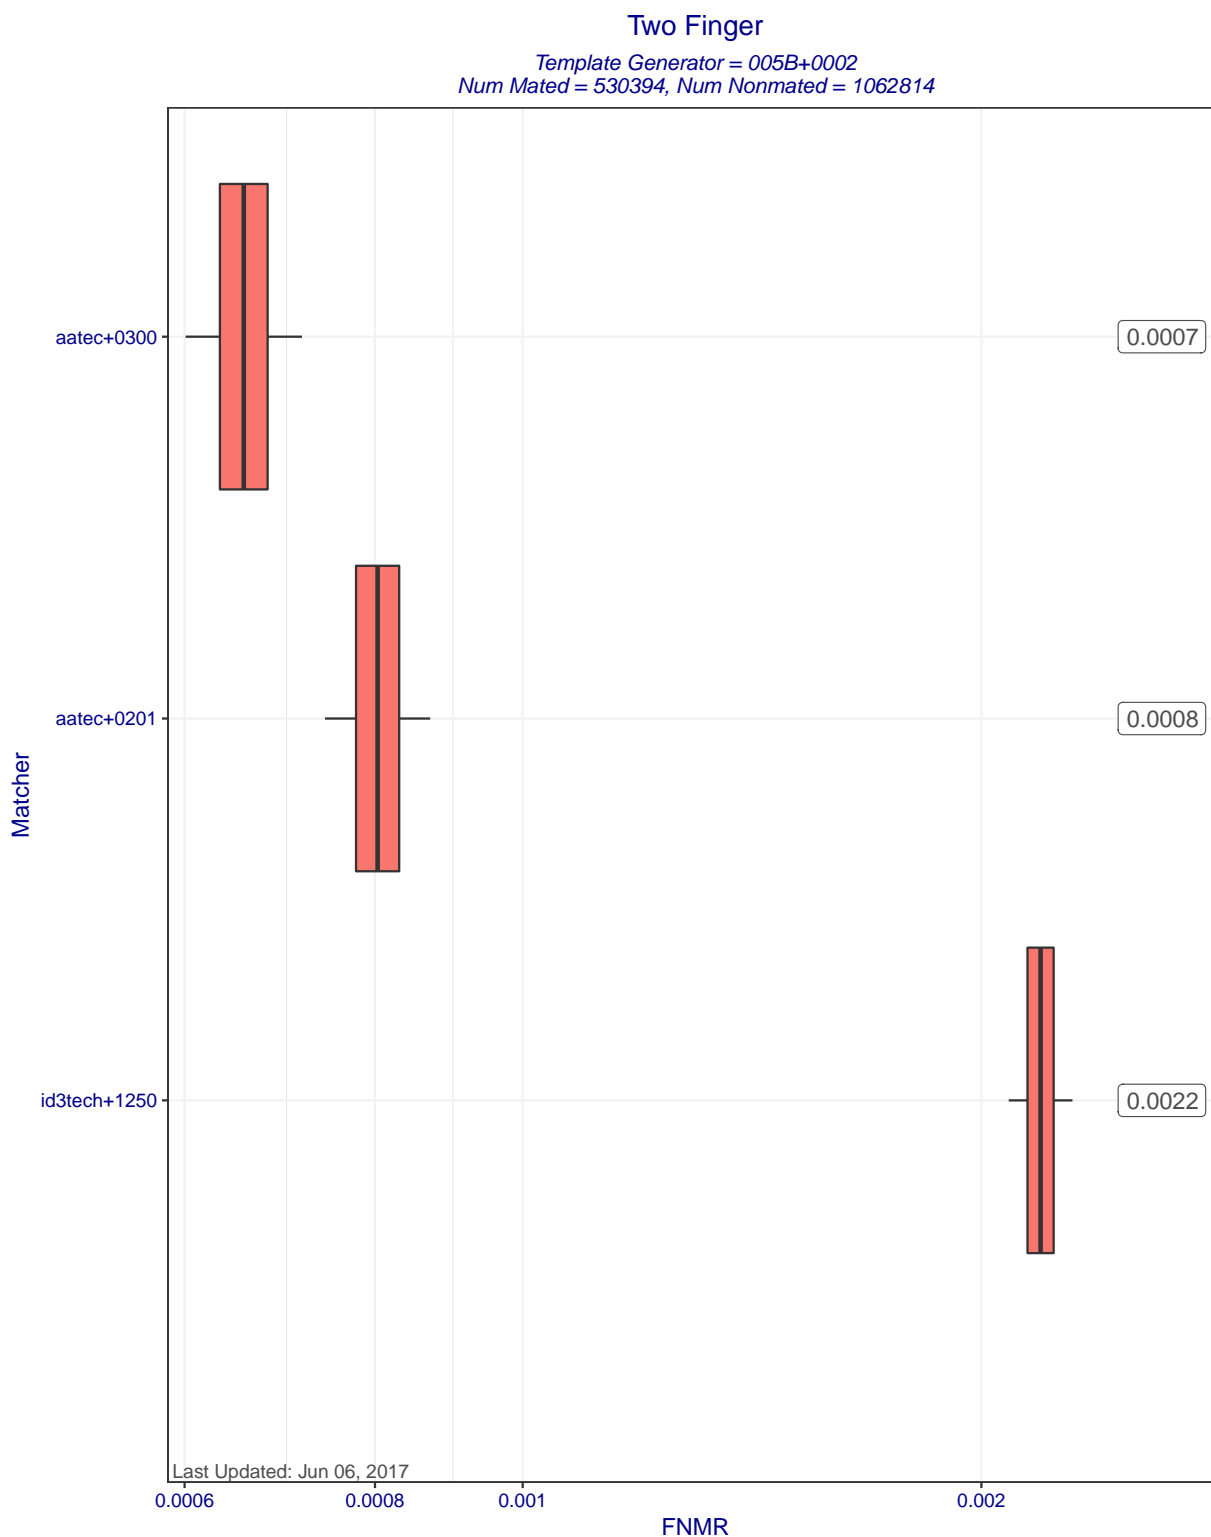 Two Finger
Template Generator = 005B+0002
Num Mated = 530394, Num Nonmated = 1062814
aatec+0300
0.0007
aatec+0201
0.0008
Matcher
id3tech+1250
0.0022
Last Updated: Jun 06, 2017
0.0006
0.0008
0.001
0.002
FNMR